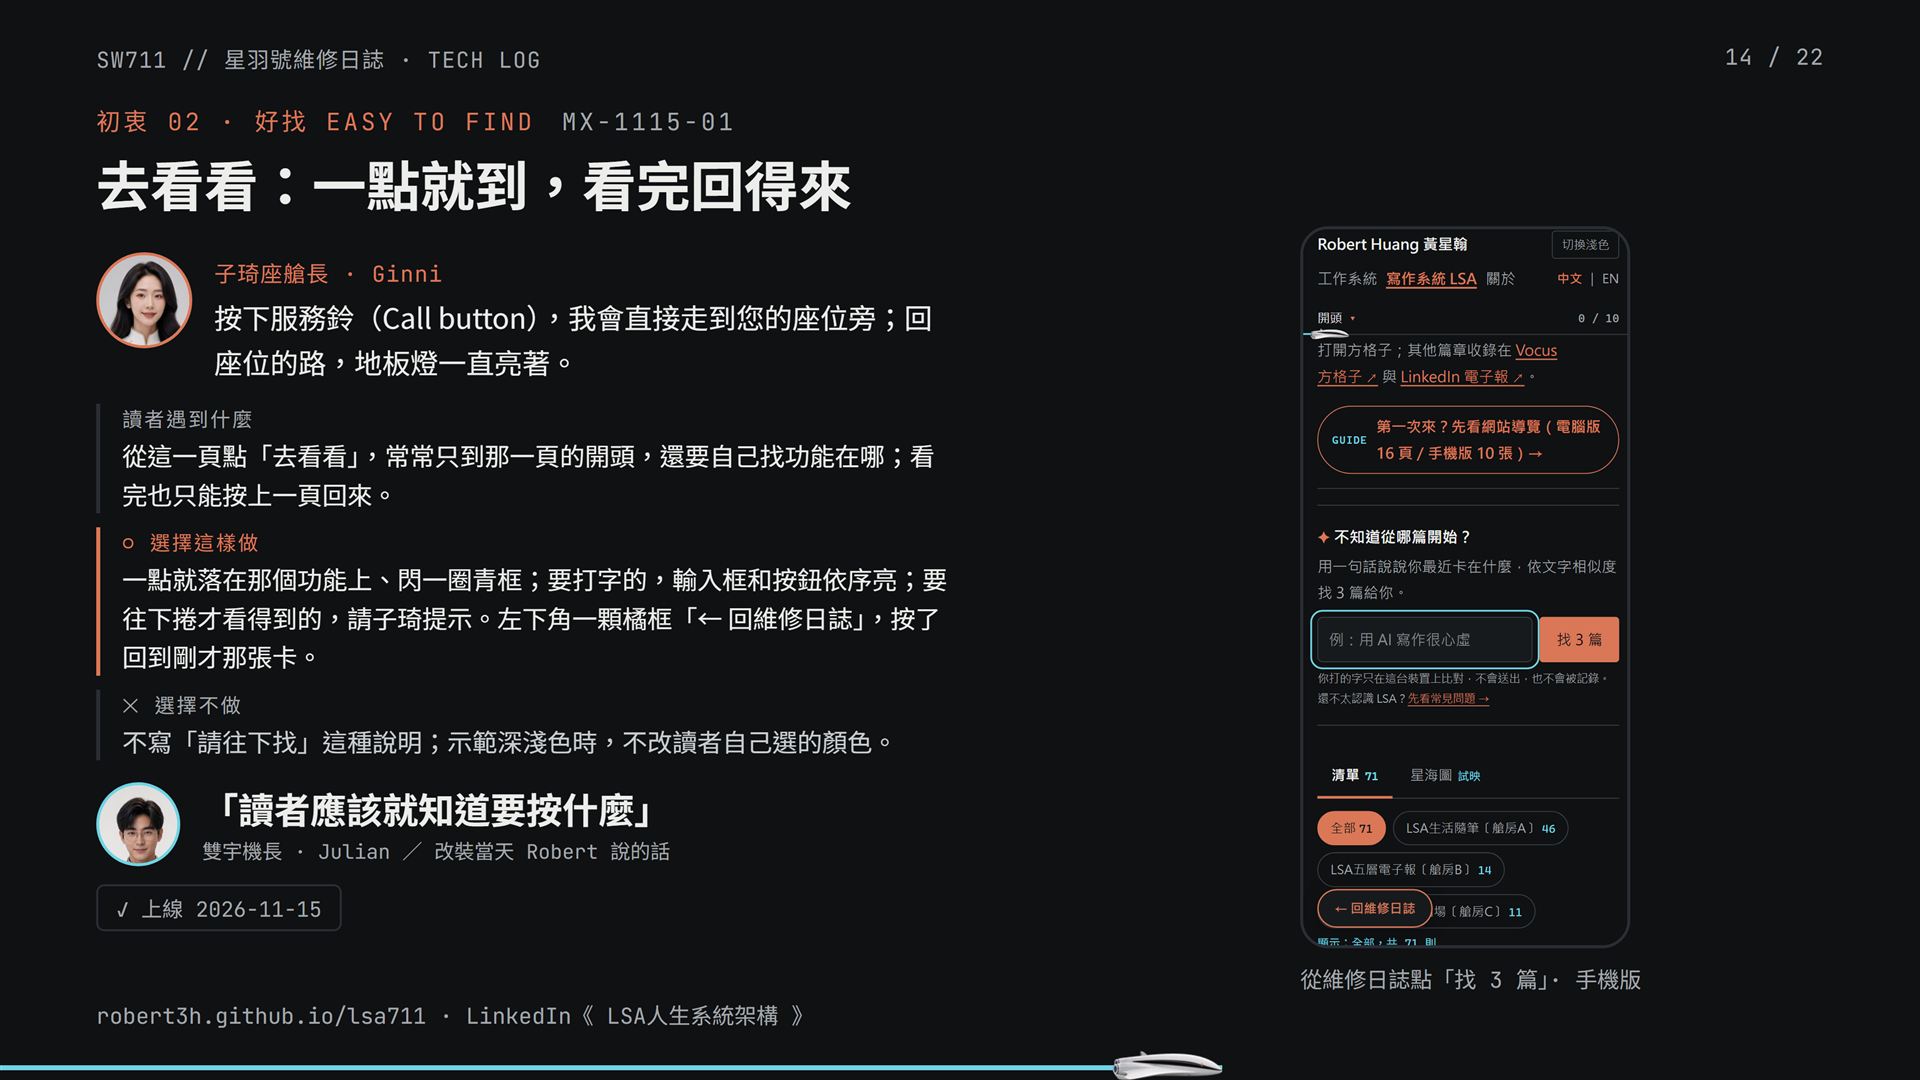 SW711 // 星羽號維修日誌 · TECH LOG
14 / 22
初衷 02 · 好找 EASY TO FIND MX-1115-01
去看看：一點就到，看完回得來
子琦座艙長 · Ginni
按下服務鈴（Call button），我會直接走到您的座位旁；回
座位的路，地板燈一直亮著。
讀者遇到什麼
從這一頁點「去看看」，常常只到那一頁的開頭，還要自己找功能在哪；看
完也只能按上一頁回來。
○ 選擇這樣做
一點就落在那個功能上、閃一圈青框；要打字的，輸入框和按鈕依序亮；要
往下捲才看得到的，請子琦提示。左下角一顆橘框「← 回維修日誌」，按了
回到剛才那張卡。
× 選擇不做
不寫「請往下找」這種說明；示範深淺色時，不改讀者自己選的顏色。
「讀者應該就知道要按什麼」
雙宇機長 · Julian ／ 改裝當天 Robert 說的話
✓ 上線 2026-11-15
Robert Huang 黃星翰
切換淺色
工作系統 寫作系統 LSA 關於 中文 | EN
開頭 ▾ 0 / 10
打開方格子；其他篇章收錄在 Vocus
方格子 ↗ 與 LinkedIn 電子報 ↗。
GUIDE 第一次來？先看網站導覽（電腦版
16 頁 / 手機版 10 張）→
✦ 不知道從哪篇開始？
用一句話說說你最近卡在什麼，依文字相似度
找 3 篇給你。
例：用 AI 寫作很心虛
找 3 篇
你打的字只在這台裝置上比對，不會送出，也不會被記錄。
還不太認識 LSA？先看常見問題 →
清單 71 星海圖 試映
全部 71 LSA生活隨筆〔艙房A〕 46
LSA五層電子報〔艙房B〕 14
← 回維修日誌
塌〔艙房C〕 11
顯示：全部，共 71 則
從維修日誌點「找 3 篇」· 手機版
robert3h.github.io/lsa711 · LinkedIn《 LSA人生系統架構 》